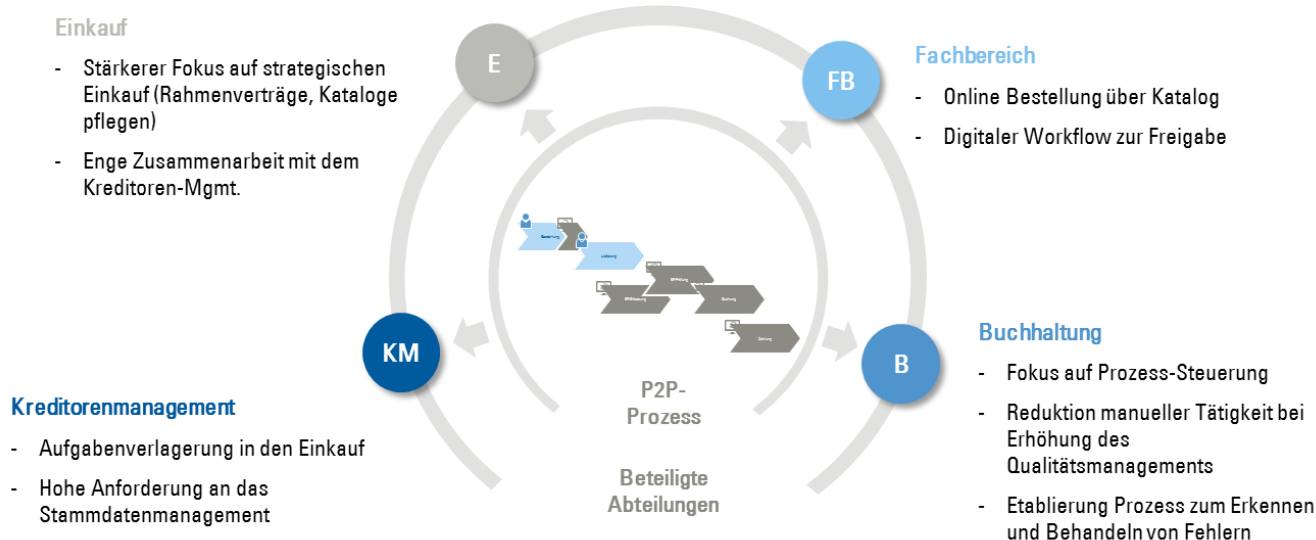 Einkauf
- Stärkerer Fokus auf strategischen
Einkauf (Rahmenverträge, Kataloge
pflegen)
- Enge Zusammenarbeit mit dem
Kreditoren-Mgmt.
E
FB
Fachbereich
- Online Bestellung über Katalog
- Digitaler Workflow zur Freigabe
Lieferung
Buchung
Zahlung
KM
B
P2P-
Prozess
Beteiligte
Abteilungen
Kreditorenmanagement
- Aufgabenverlagerung in den Einkauf
- Hohe Anforderung an das
Stammdatenmanagement
Buchhaltung
- Fokus auf Prozess-Steuerung
- Reduktion manueller Tätigkeit bei
Erhöhung des
Qualitätsmanagements
- Etablierung Prozess zum Erkennen
und Behandeln von Fehlern